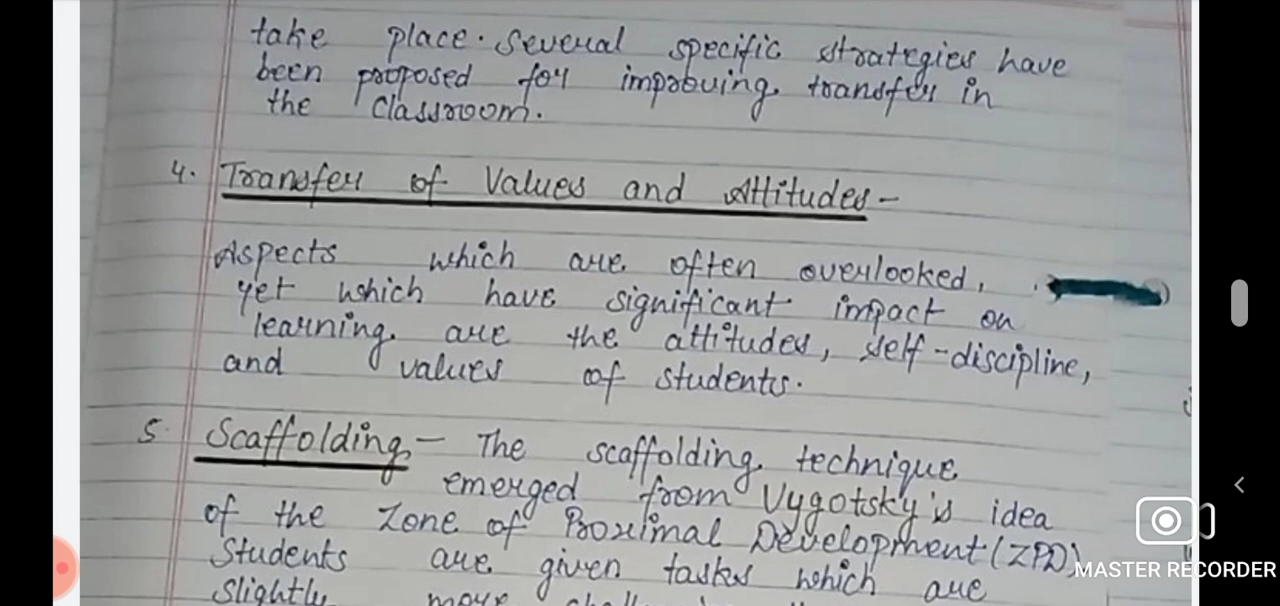 take place. Several specific strategies have
been proposed for improving transfer in
the classroom.
4. Transfer of Values and Attitudes -
Aspects which are often overlooked,
yet which have significant impact on
learning are the attitudes, self-discipline,
and values of students.
5. Scaffolding - The scaffolding technique
emerged from Vygotsky's idea
of the Zone of Proximal Development (ZPD)
Students are given tasks which are
slightly more
MASTER RECORDER